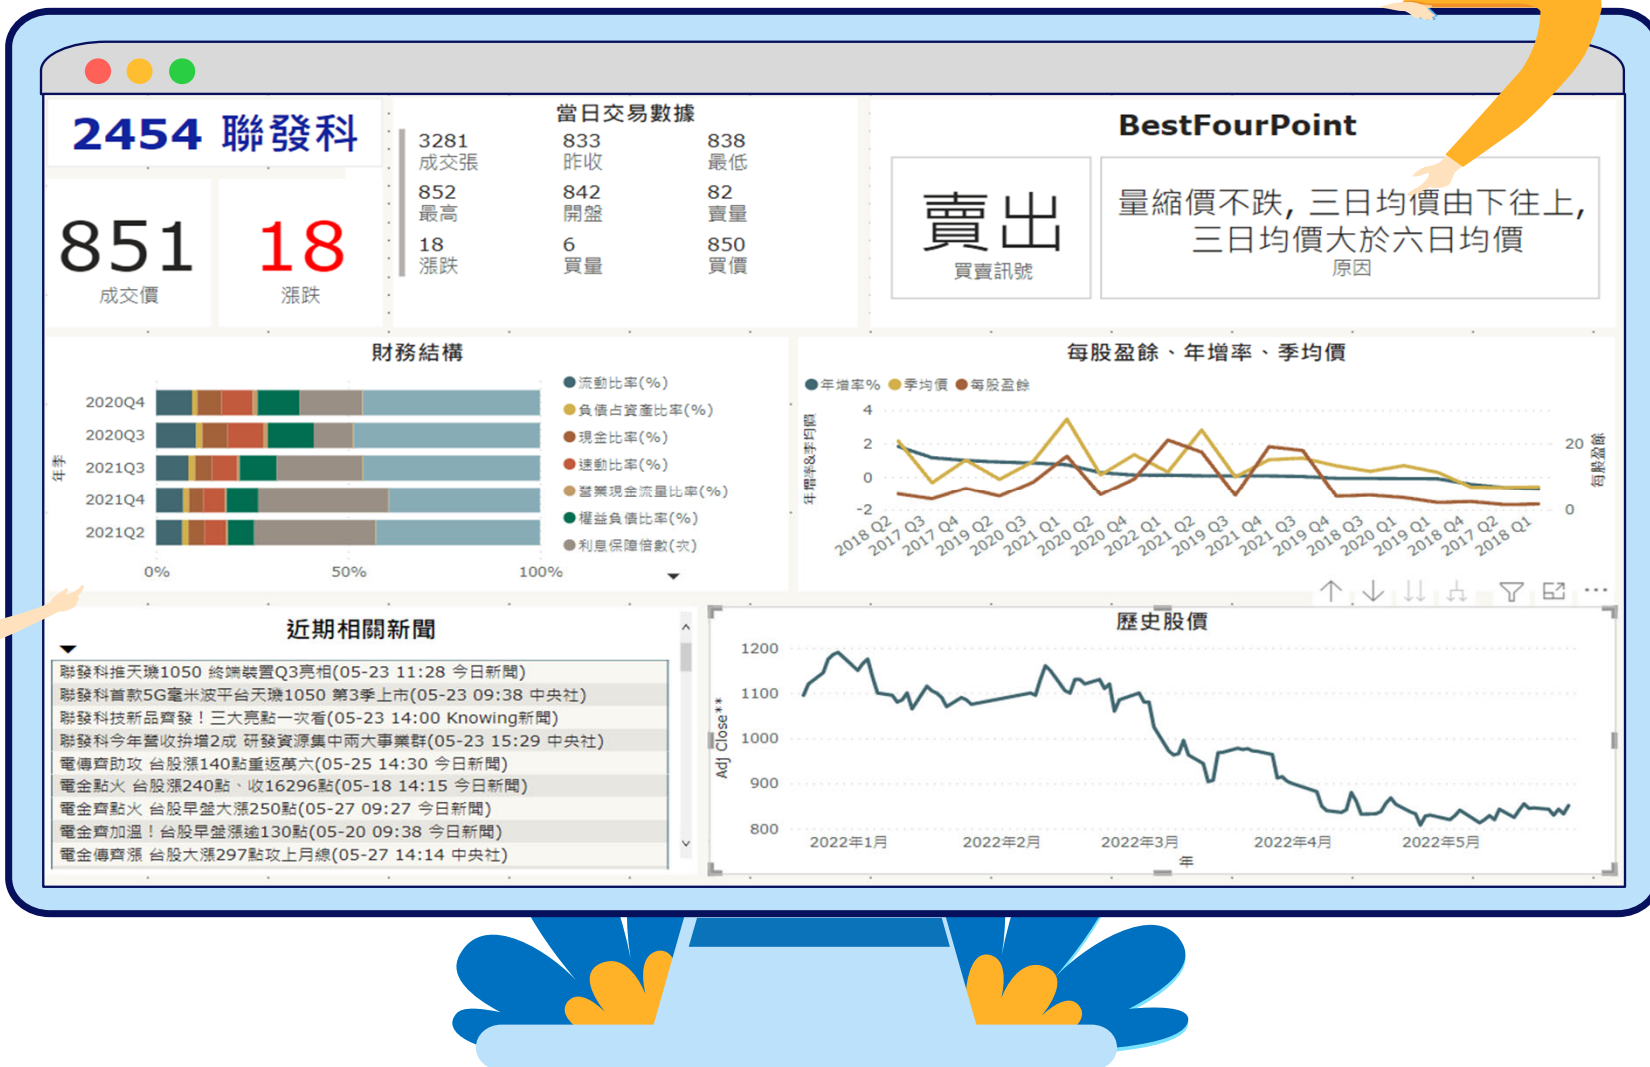 2454 聯發科
851
成交價
18
漲跌
當日交易數據
3281
成交張
833
昨收
838
最低
852
最高
842
開盤
82
賣量
18
漲跌
6
買量
850
買價
BestFourPoint
賣出
買賣訊號
量縮價不跌, 三日均價由下往上,
三日均價大於六日均價
原因
財務結構
年季
2020Q4
2020Q3
2021Q3
2021Q4
2021Q2
0%
50%
100%
流動比率(%)
負債占資產比率(%)
現金比率(%)
速動比率(%)
營業現金流量比率(%)
權益負債比率(%)
利息保障倍數(次)
每股盈餘、年增率、季均價
年增率% 季均價 每股盈餘
年增率&季均價
4
2
0
-2
20
0
每股盈餘
2018 Q2
2017 Q3
2017 Q4
2019 Q2
2020 Q3
2021 Q1
2020 Q2
2020 Q4
2022 Q1
2021 Q2
2019 Q3
2021 Q4
2021 Q3
2019 Q4
2018 Q3
2020 Q1
2019 Q1
2018 Q4
2017 Q2
2018 Q1
近期相關新聞
聯發科推天璣1050 終端裝置Q3亮相(05-23 11:28 今日新聞)
聯發科首款5G毫米波平台天璣1050 第3季上市(05-23 09:38 中央社)
聯發科技新品齊發！三大亮點一次看(05-23 14:00 Knowing新聞)
聯發科今年營收拚增2成 研發資源集中兩大事業群(05-23 15:29 中央社)
電傳齊助攻 台股漲140點重返萬六(05-25 14:30 今日新聞)
電金點火 台股漲240點、收16296點(05-18 14:15 今日新聞)
電金齊點火 台股早盤大漲250點(05-27 09:27 今日新聞)
電金齊加溫！台股早盤漲逾130點(05-20 09:38 今日新聞)
電金傳齊漲 台股大漲297點攻上月線(05-27 14:14 中央社)
歷史股價
Adj Close**
1200
1100
1000
900
800
2022年1月
2022年2月
2022年3月
2022年4月
2022年5月
年